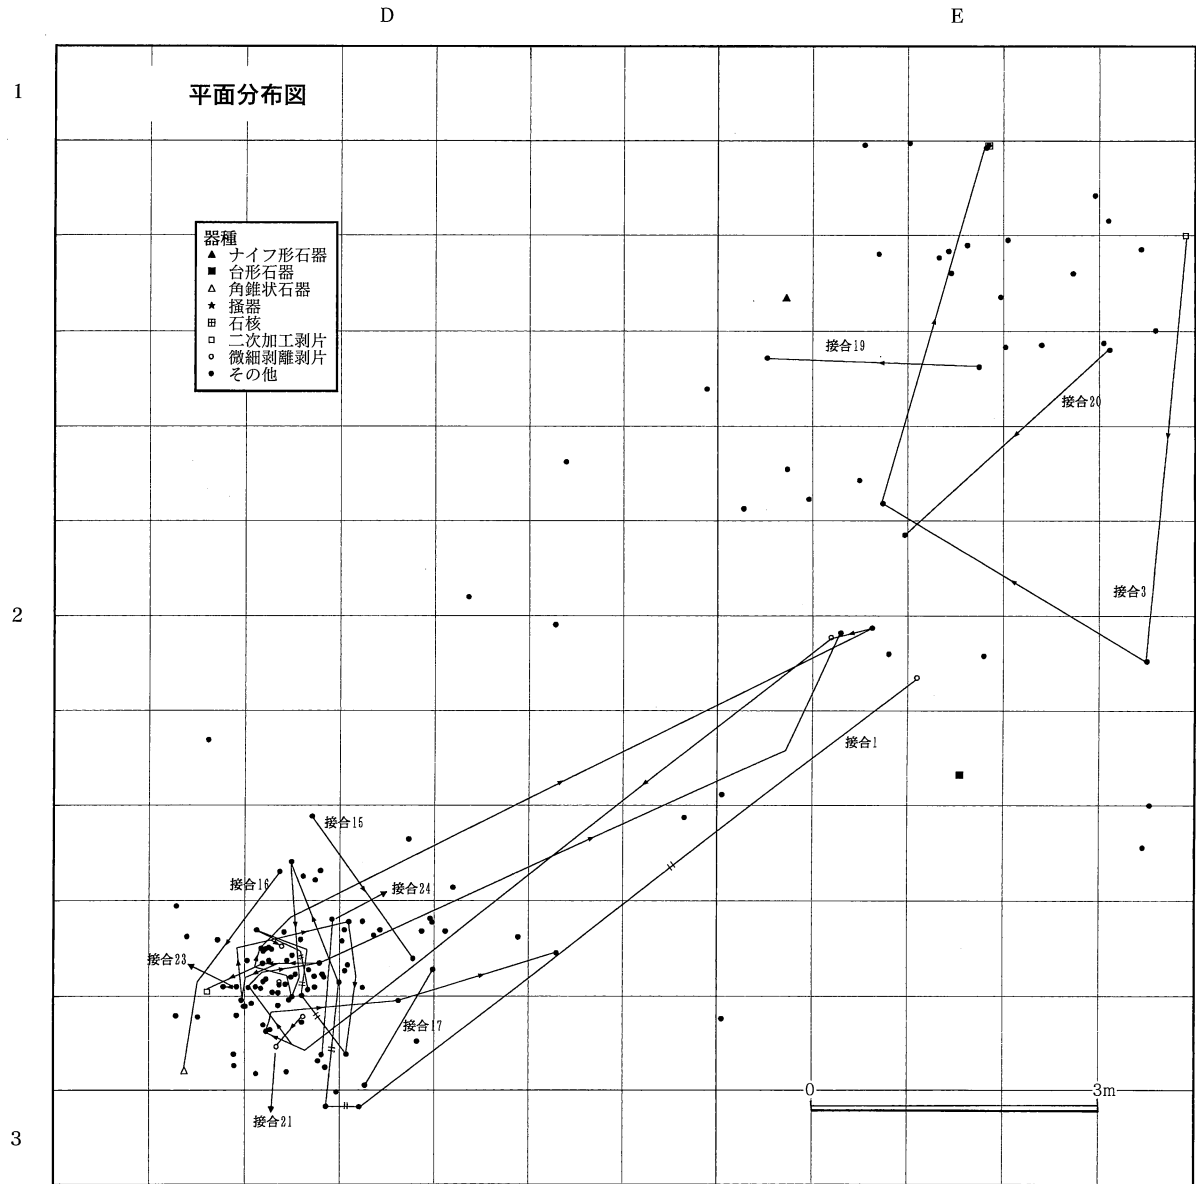 D
E
1
平面分布図
器種
ナイフ形石器
台形石器
角錐状石器
掻器
石核
二次加工剥片
微細剥離剥片
その他
接合19
接合20
接合3
2
接合1
接合15
接合16
接合24
接合23
接合17
0
3m
接合21
3